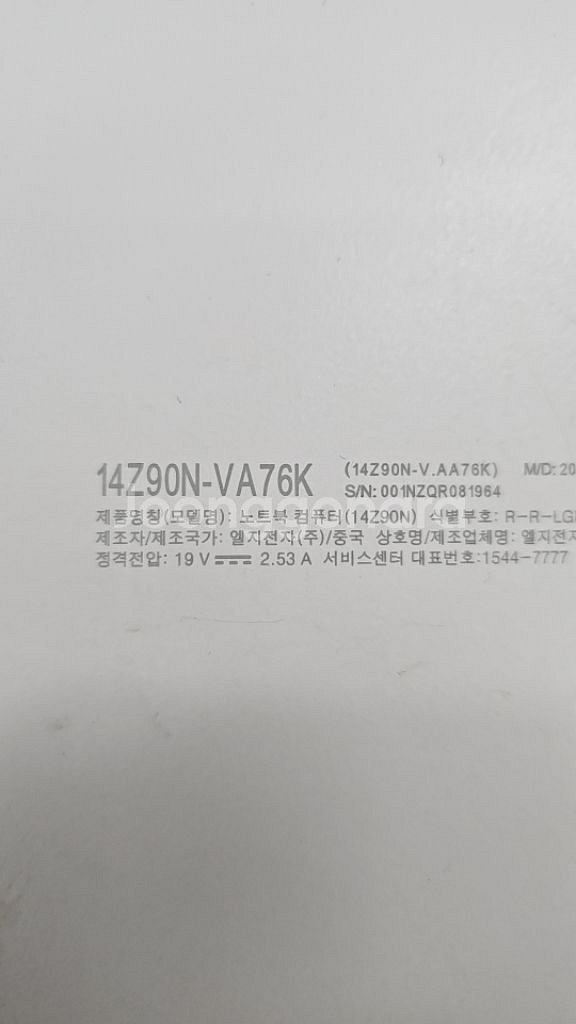 14Z90N-VA76K (14Z90N-V.AA76K) M/D: 20
S/N: 001NZQR081964
제품명칭(모델명): 노트북 컴퓨터(14Z90N) 식별부호: R-R-LG
제조자/제조국가: 엘지전자(주)/중국 상호명/제조업체명: 엘지전자
정격전압: 19 V 2.53 A 서비스센터 대표번호:1544-7777
joonggonara